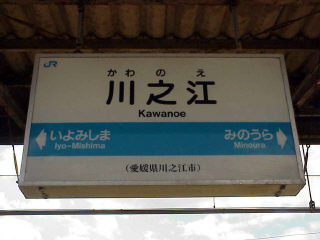 JR
かわのえ
川之江
Kawanoe
いよみしま みのうら
Iyo-Mishima Minoura
(愛媛県川之江市)